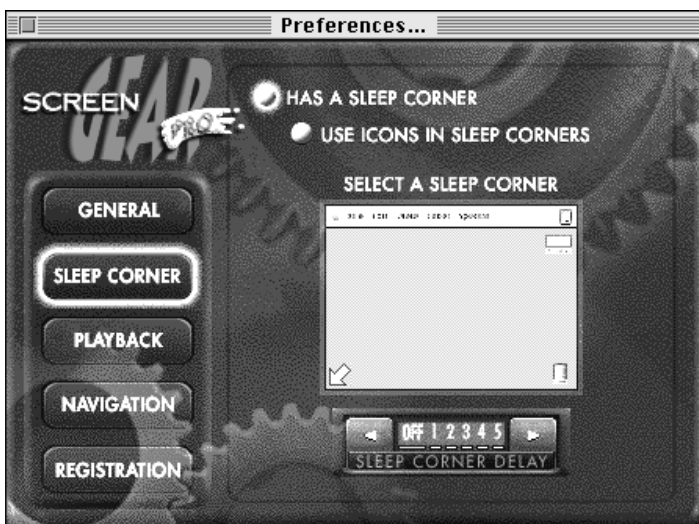 Preferences...
SCREEN
GEAR
PRO
HAS A SLEEP CORNER
USE ICONS IN SLEEP CORNERS
GENERAL
SLEEP CORNER
PLAYBACK
NAVIGATION
REGISTRATION
SELECT A SLEEP CORNER
OFF 1 2 3 4 5
SLEEP CORNER DELAY